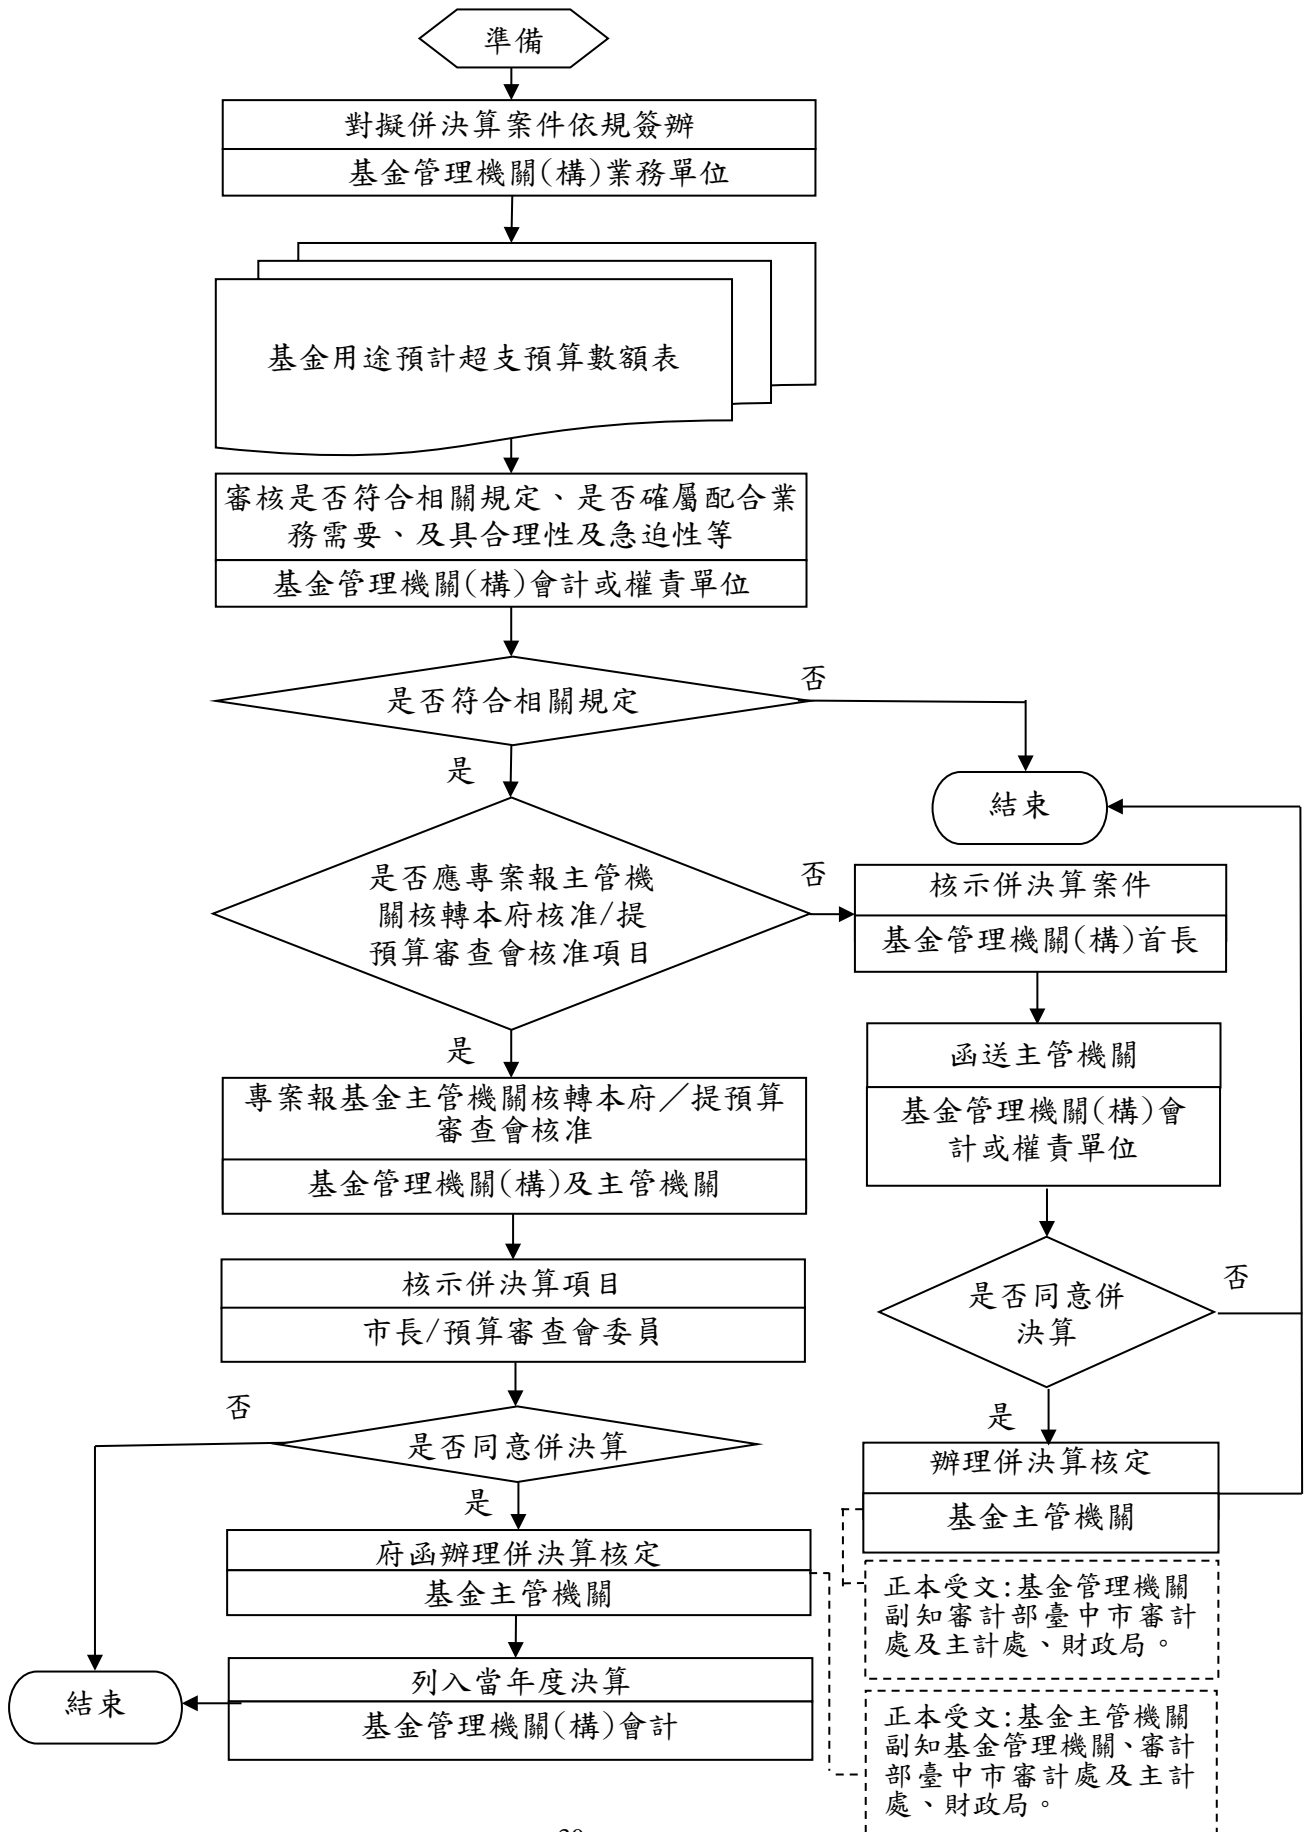 準備
對擬併決算案件依規簽辦
基金管理機關(構)業務單位
基金用途預計超支預算數額表
審核是否符合相關規定、是否確屬配合業
務需要、及具合理性及急迫性等
基金管理機關(構)會計或權責單位
是否符合相關規定
否
是
結束
是否應專案報主管機
關核轉本府核准/提
預算審查會核准項目
否
是
核示併決算案件
基金管理機關(構)首長
函送主管機關
基金管理機關(構)會
計或權責單位
專案報基金主管機關核轉本府／提預算
審查會核准
基金管理機關(構)及主管機關
核示併決算項目
市長/預算審查會委員
是否同意併
決算
否
是
否
是否同意併決算
是
辦理併決算核定
基金主管機關
府函辦理併決算核定
基金主管機關
正本受文:基金管理機關
副知審計部臺中市審計
處及主計處、財政局。
列入當年度決算
基金管理機關(構)會計
結束
正本受文:基金主管機關
副知基金管理機關、審計
部臺中市審計處及主計
處、財政局。